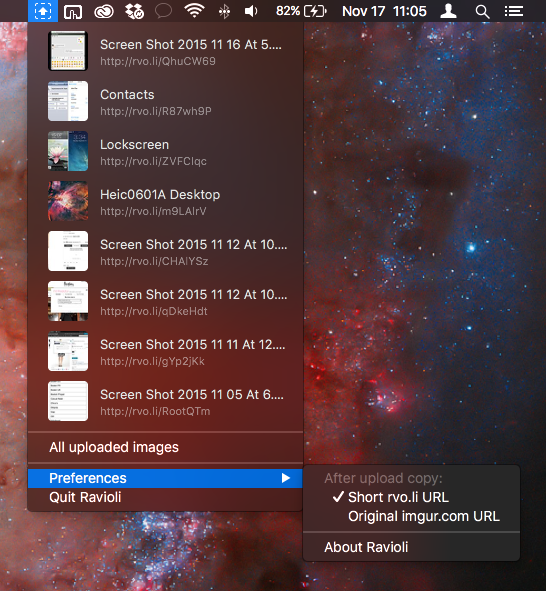 82% Nov 17 11:05
Screen Shot 2015 11 16 At 5....
http://rvo.li/QhuCW69
Contacts
http://rvo.li/R87wh9P
Lockscreen
http://rvo.li/ZVFClqc
Heic0601A Desktop
http://rvo.li/m9LAlrV
Screen Shot 2015 11 12 At 10....
http://rvo.li/CHAlYSz
Screen Shot 2015 11 12 At 10....
http://rvo.li/qDkeHdt
Screen Shot 2015 11 11 At 12....
http://rvo.li/gYp2jKk
Screen Shot 2015 11 05 At 6....
http://rvo.li/RootQTm
All uploaded images
Preferences
Quit Ravioli
After upload copy:
Short rvo.li URL
Original imgur.com URL
About Ravioli